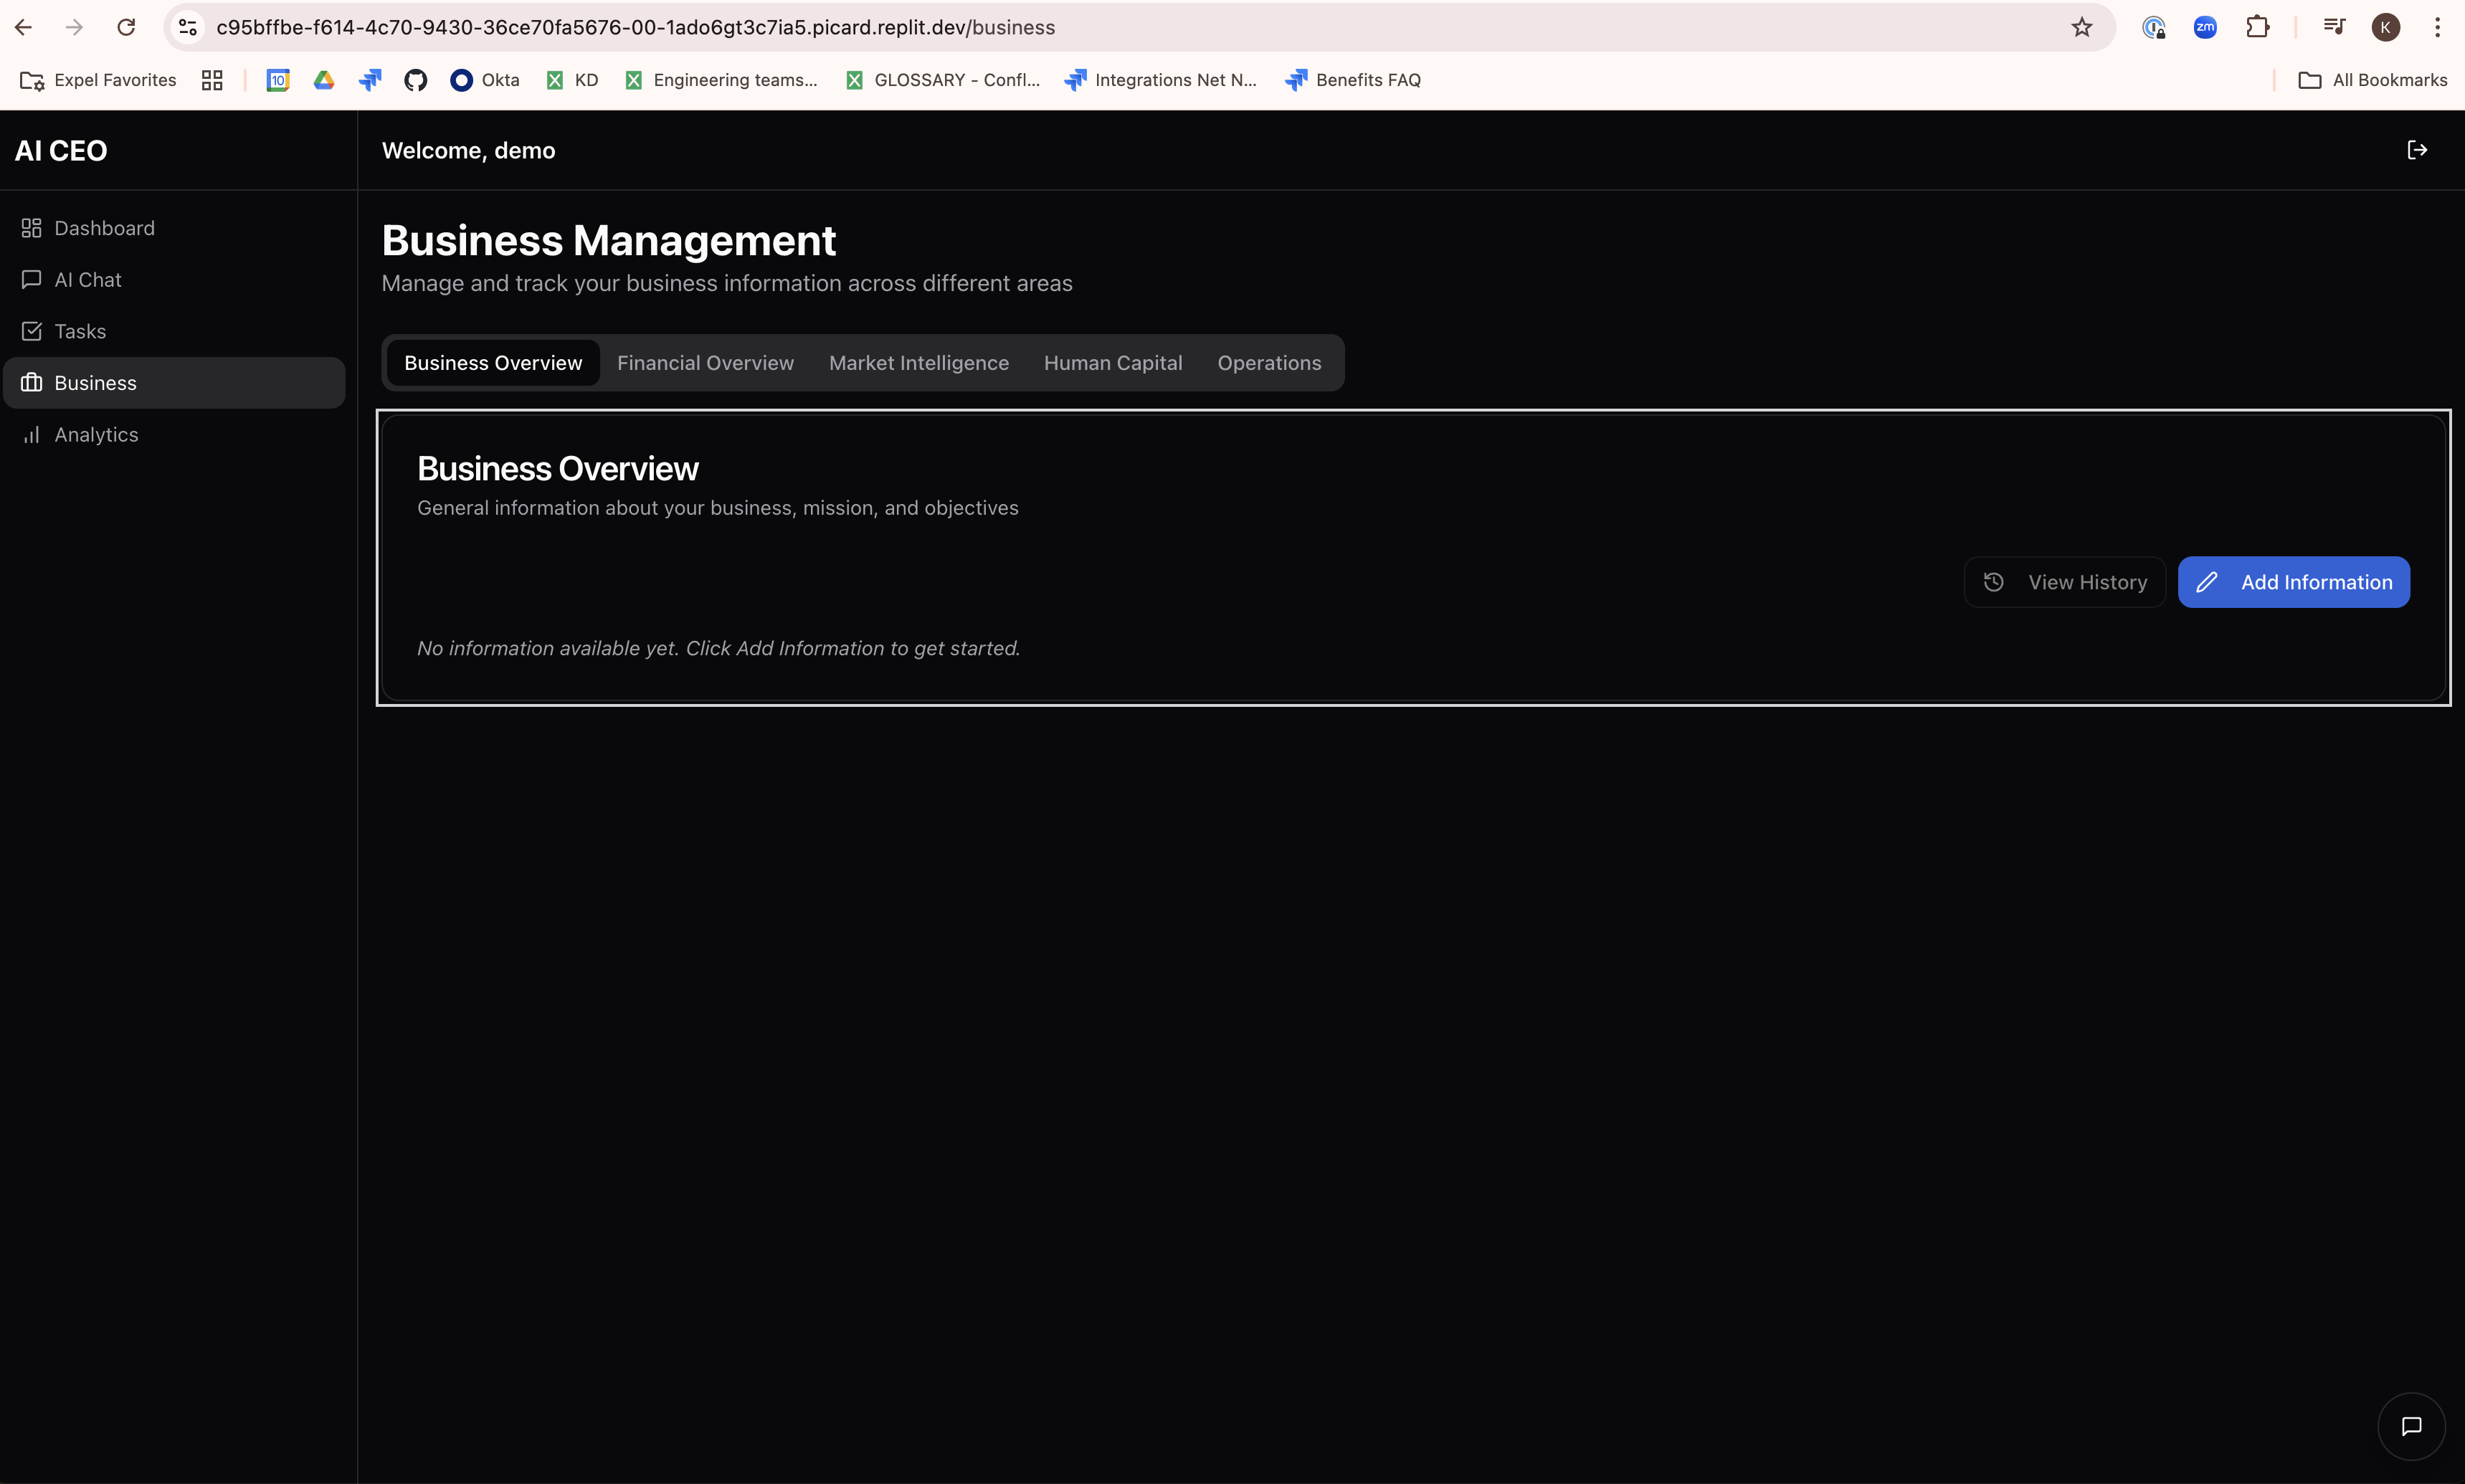 c95bffbe-f614-4c70-9430-36ce70fa5676-00-1ado6gt3c7ia5.picard.replit.dev/business
zm
K
Expel Favorites
10
Okta
KD
Engineering teams...
GLOSSARY - Confl...
Integrations Net N...
Benefits FAQ
All Bookmarks
AI CEO
Welcome, demo
Dashboard
AI Chat
Tasks
Business
Analytics
Business Management
Manage and track your business information across different areas
Business Overview
Financial Overview
Market Intelligence
Human Capital
Operations
Business Overview
General information about your business, mission, and objectives
View History
Add Information
No information available yet. Click Add Information to get started.